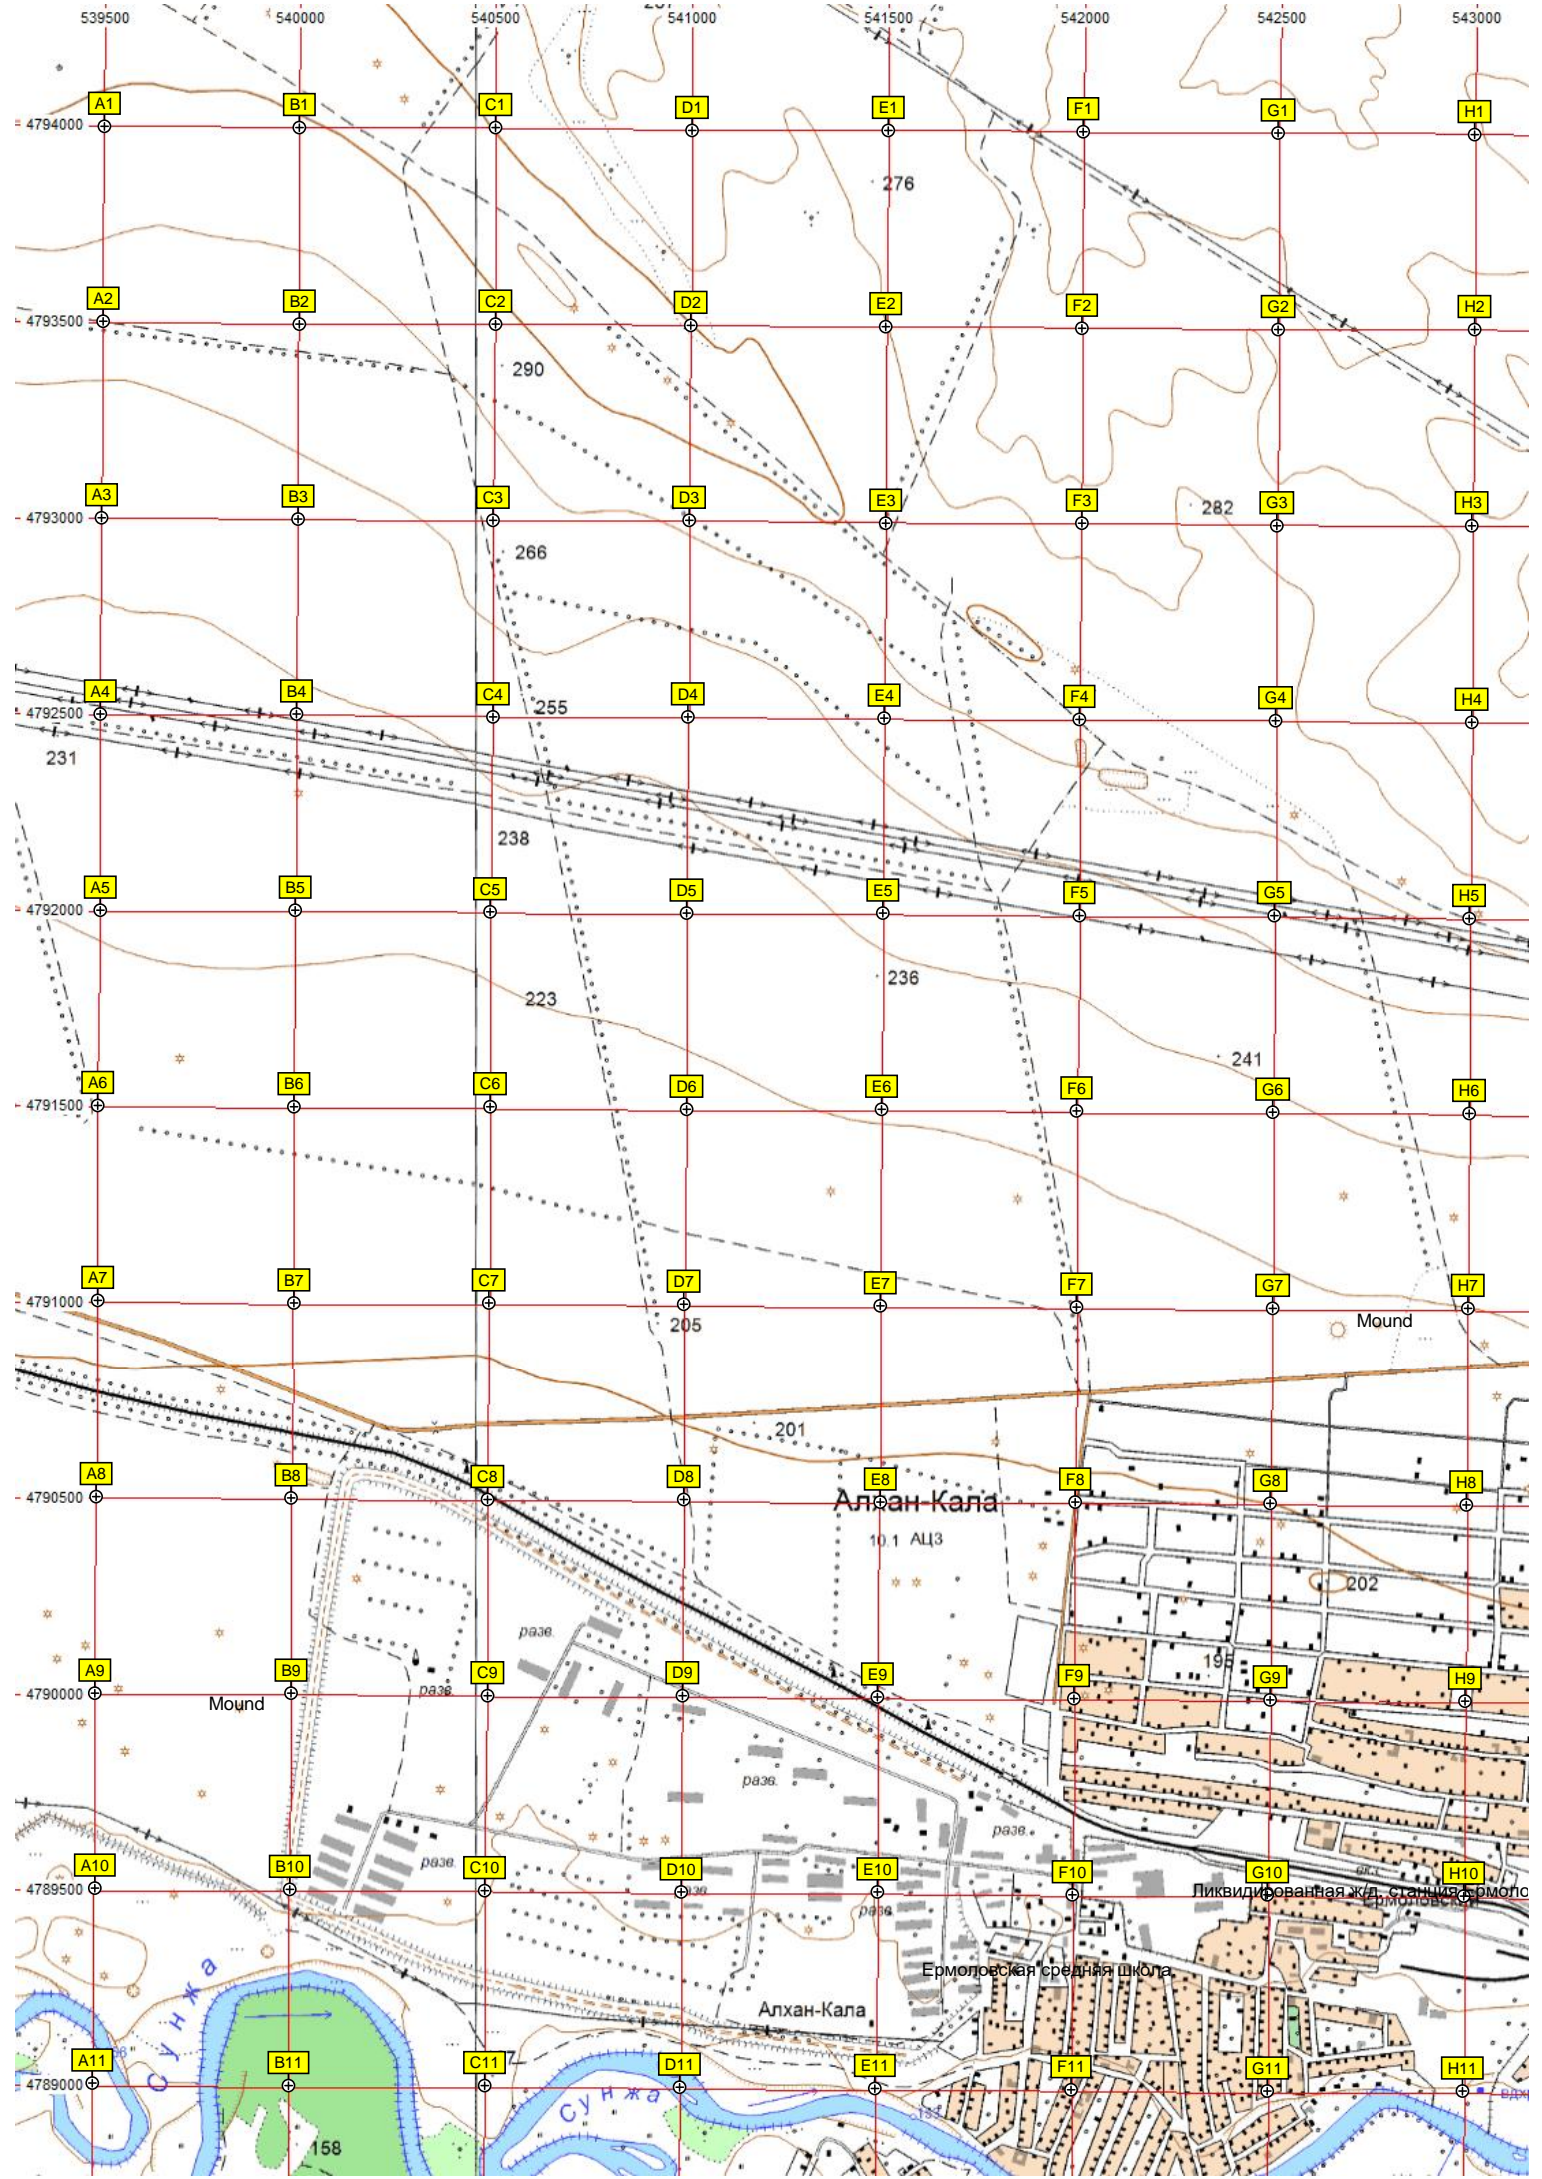 539500 540000 540500 541000 541500 542000 542500 543000
A1 B1 C1 D1 E1 F1 G1 H1
4794000
276
A2 B2 C2 D2 E2 F2 G2 H2
4793500
290
A3 B3 C3 D3 E3 F3 G3 H3
4793000
282
266
A4 B4 C4 D4 E4 F4 G4 H4
4792500
255
231
238
A5 B5 C5 D5 E5 F5 G5 H5
4792000
236
223
241
A6 B6 C6 D6 E6 F6 G6 H6
4791500
A7 B7 C7 D7 E7 F7 G7 H7
4791000
Mound
205
201
A8 B8 C8 D8 E8 F8 G8 H8
4790500
Алхан-Кала
10.1 АЦЗ
202
разв.
195
A9 B9 C9 D9 E9 F9 G9 H9
4790000
разв.
Mound
разв.
разв.
разв.
A10 B10 C10 D10 E10 F10 G10 H10
4789500
Ликвидированная ж/д. станция Ермоло
разв.
Сунжа
Ермоловская средняя школа
Алхан-Кала
A11 B11 C11 D11 E11 F11 G11 H11
4789000
Сунжа
158